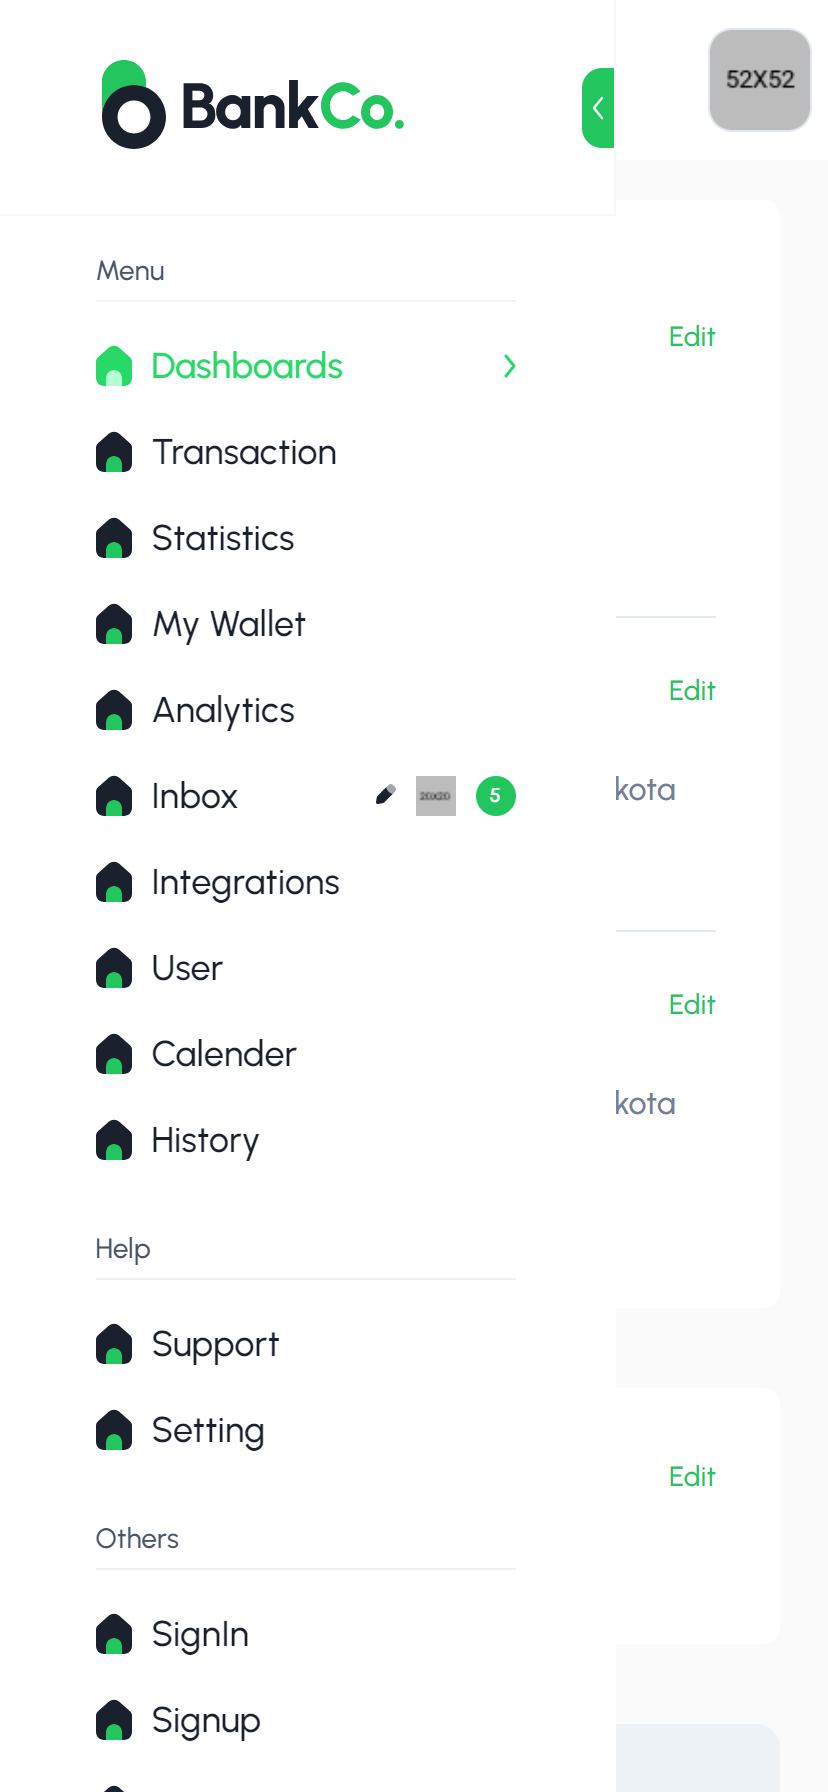 BankCo.
52X52
Menu
Edit
Dashboards
Transaction
Statistics
My Wallet
Edit
Analytics
kota
Inbox
20X20
5
Integrations
User
Edit
Calender
kota
History
Help
Support
Setting
Edit
Others
SignIn
Signup